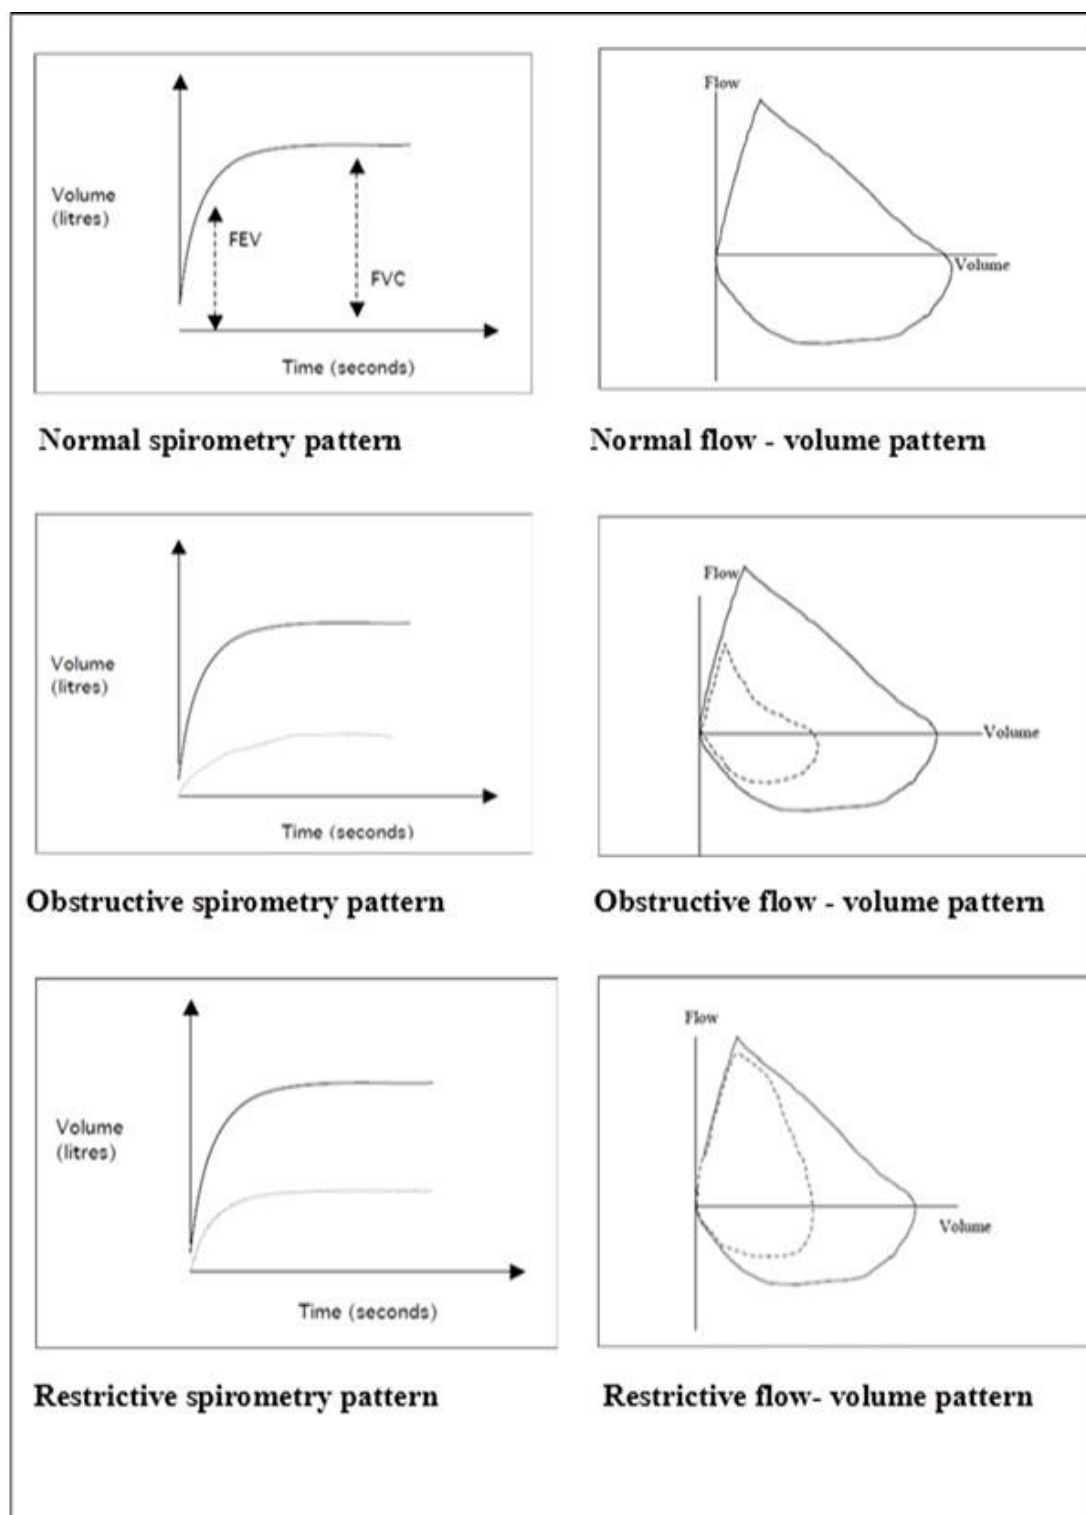 Volume
(litres)
FEV
FVC
Time (seconds)
Normal spirometry pattern
Flow
Volume
Normal flow - volume pattern
Volume
(litres)
Time (seconds)
Obstructive spirometry pattern
Flow
Volume
Obstructive flow - volume pattern
Volume
(litres)
Time (seconds)
Restrictive spirometry pattern
Flow
Volume
Restrictive flow- volume pattern